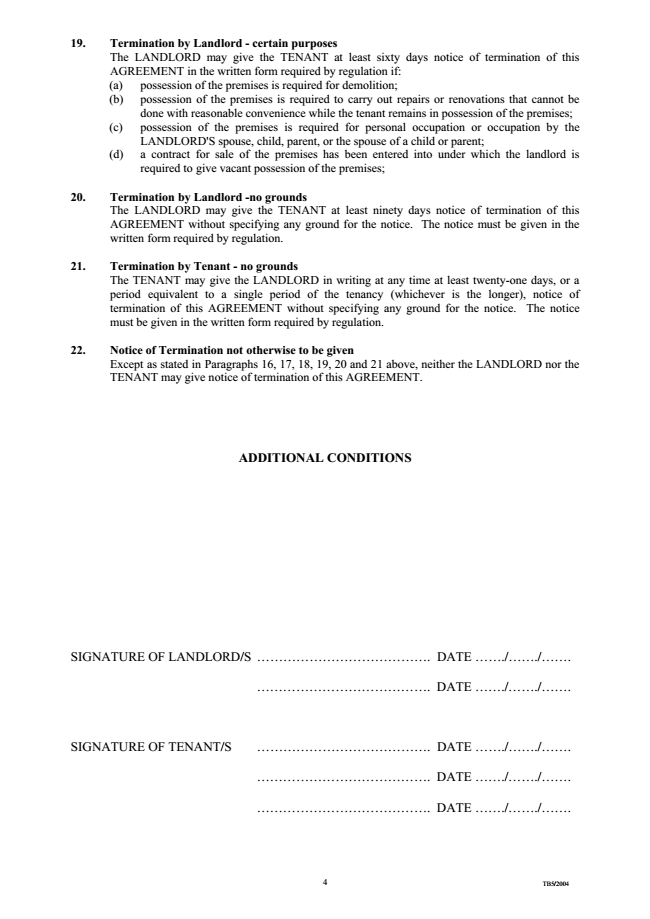 19. Termination by Landlord - certain purposes
The LANDLORD may give the TENANT at least sixty days notice of termination of this
AGREEMENT in the written form required by regulation if:
(a) possession of the premises is required for demolition;
(b) possession of the premises is required to carry out repairs or renovations that cannot be
done with reasonable convenience while the tenant remains in possession of the premises;
(c) possession of the premises is required for personal occupation or occupation by the
LANDLORD'S spouse, child, parent, or the spouse of a child or parent;
(d) a contract for sale of the premises has been entered into under which the landlord is
required to give vacant possession of the premises;
20. Termination by Landlord -no grounds
The LANDLORD may give the TENANT at least ninety days notice of termination of this
AGREEMENT without specifying any ground for the notice. The notice must be given in the
written form required by regulation.
21. Termination by Tenant - no grounds
The TENANT may give the LANDLORD in writing at any time at least twenty-one days, or a
period equivalent to a single period of the tenancy (whichever is the longer), notice of
termination of this AGREEMENT without specifying any ground for the notice. The notice
must be given in the written form required by regulation.
22. Notice of Termination not otherwise to be given
Except as stated in Paragraphs 16, 17, 18, 19, 20 and 21 above, neither the LANDLORD nor the
TENANT may give notice of termination of this AGREEMENT.
ADDITIONAL CONDITIONS
SIGNATURE OF LANDLORD/S …………………………………. DATE ……./……./…….
…………………………………. DATE ……./……./…….
SIGNATURE OF TENANT/S …………………………………. DATE ……./……./…….
…………………………………. DATE ……./……./…….
…………………………………. DATE ……./……./…….
4 TB5/2004